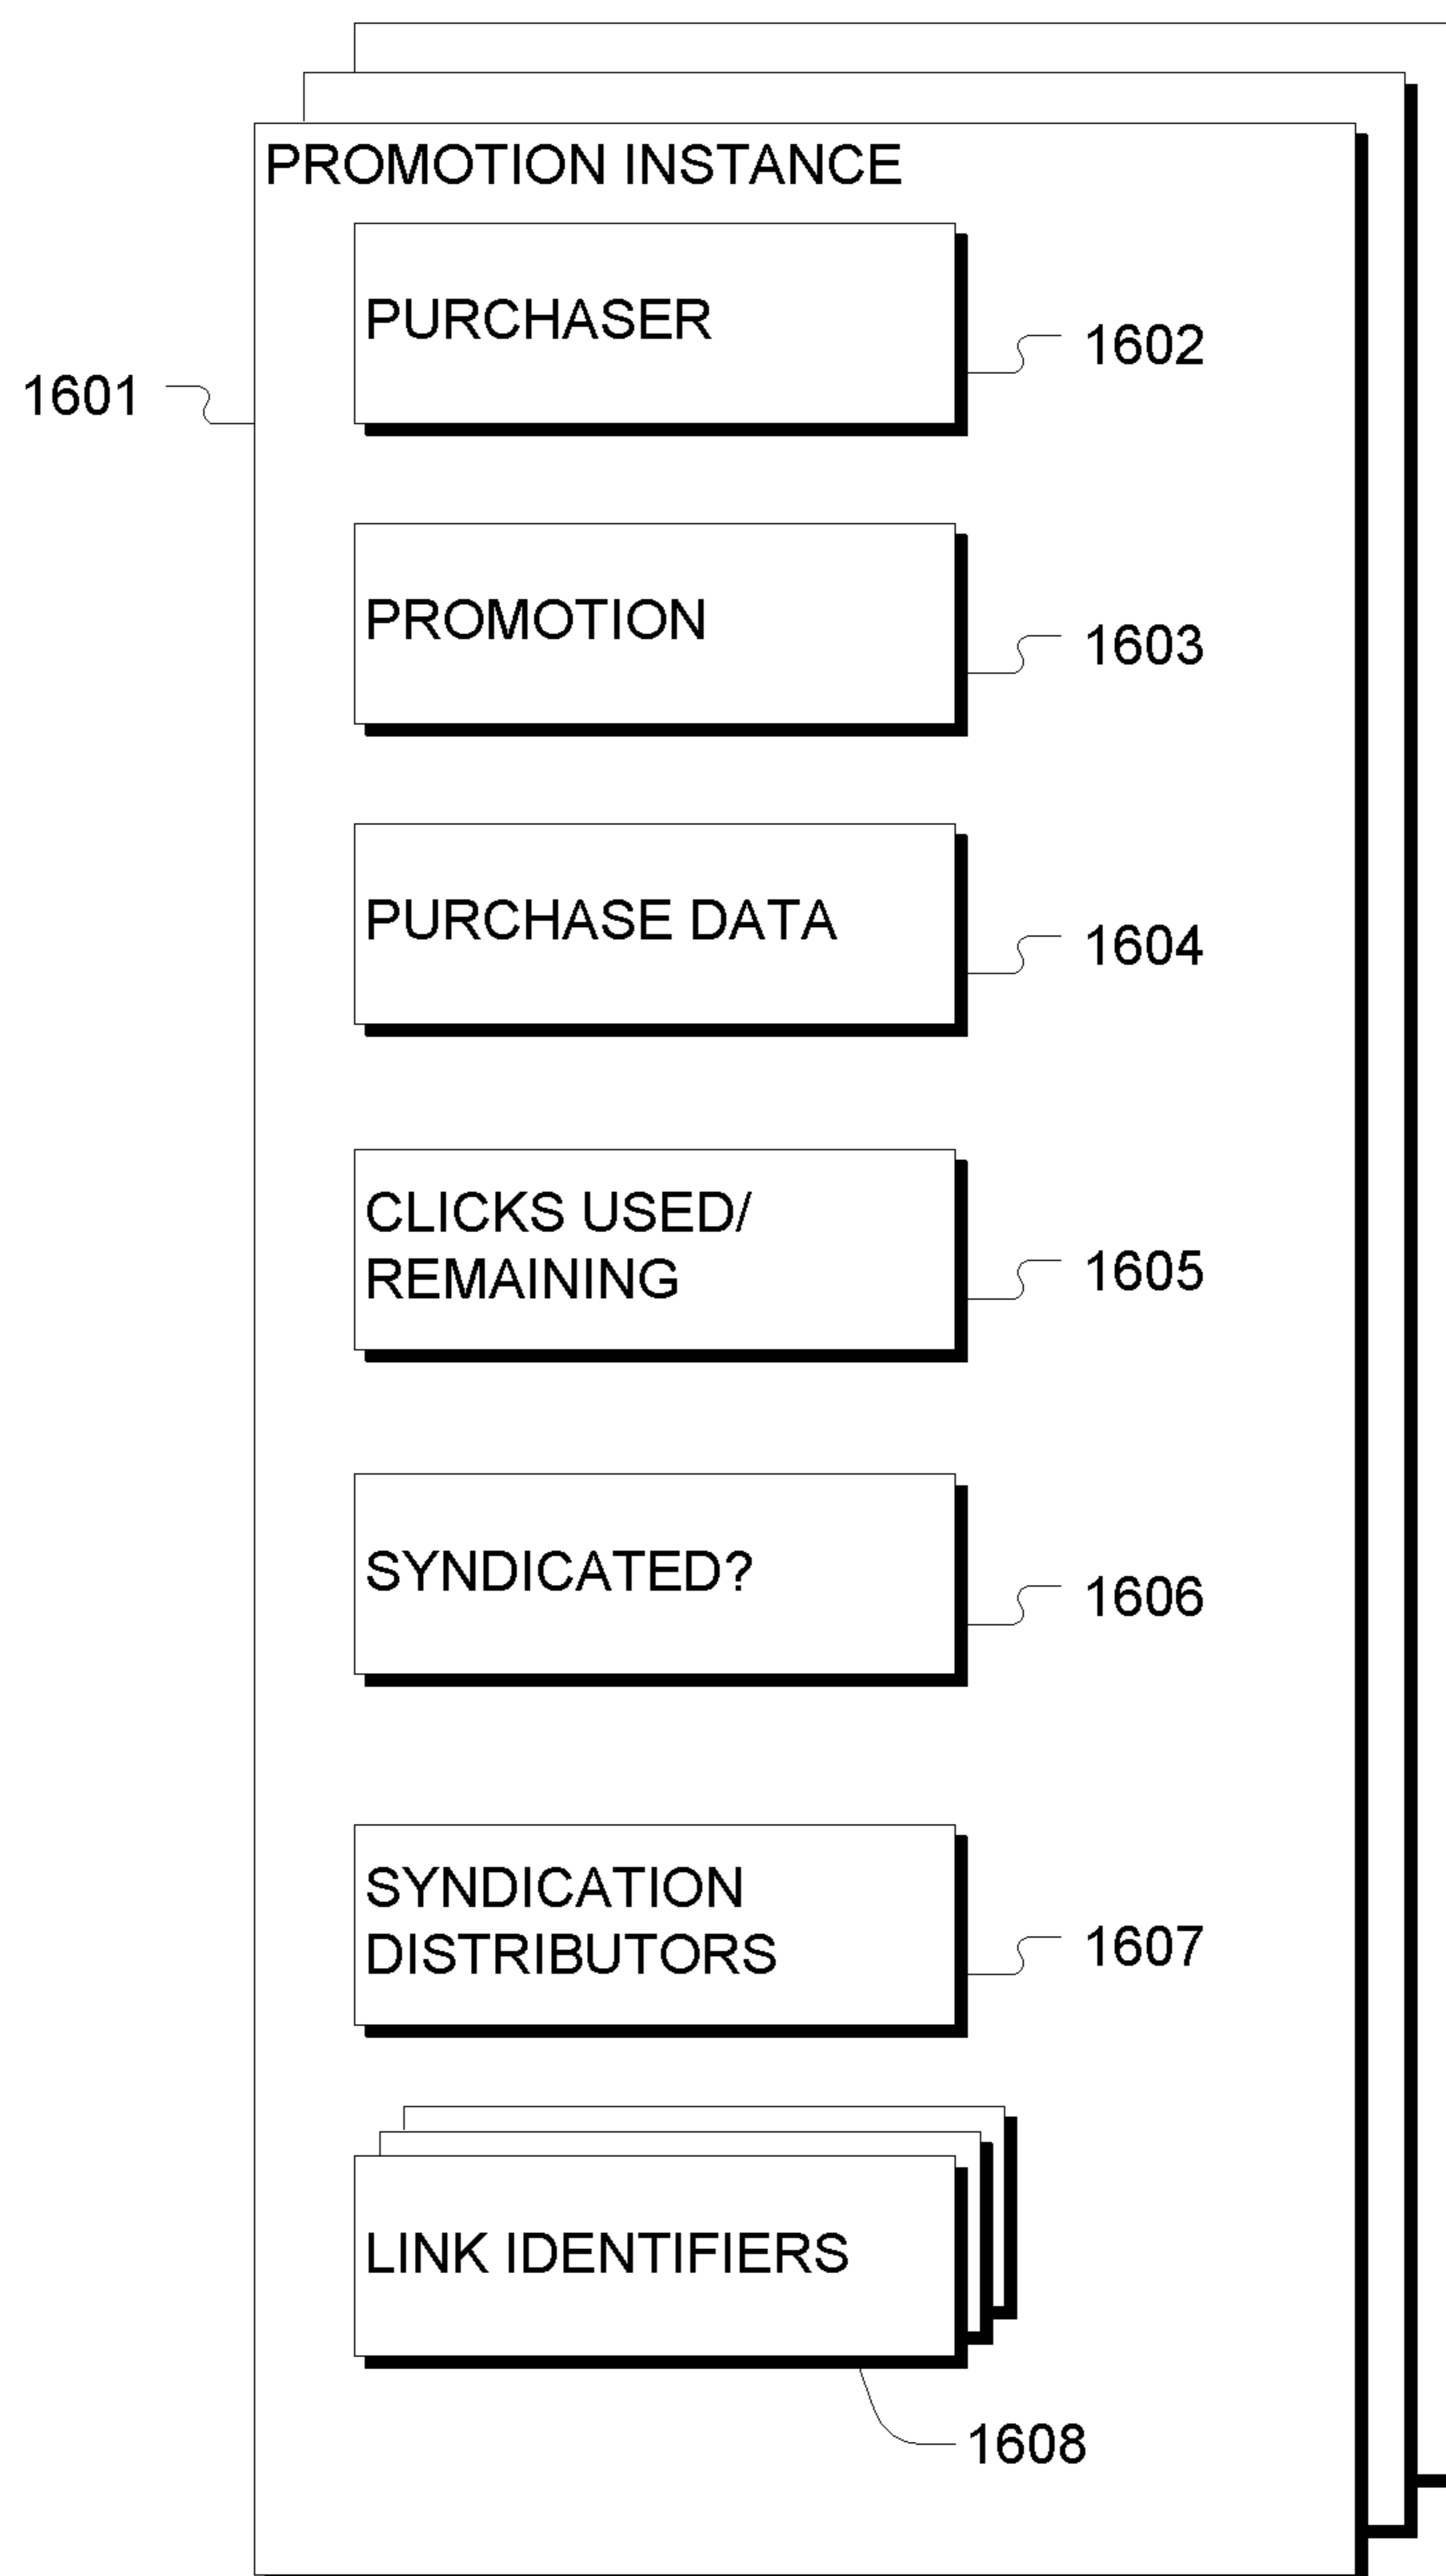 PROMOTION INSTANCE
PURCHASER
1602
1601
PROMOTION
1603
PURCHASE DATA
1604
CLICKS USED/
REMAINING
1605
SYNDICATED?
1606
SYNDICATION
DISTRIBUTORS
1607
LINK IDENTIFIERS
1608